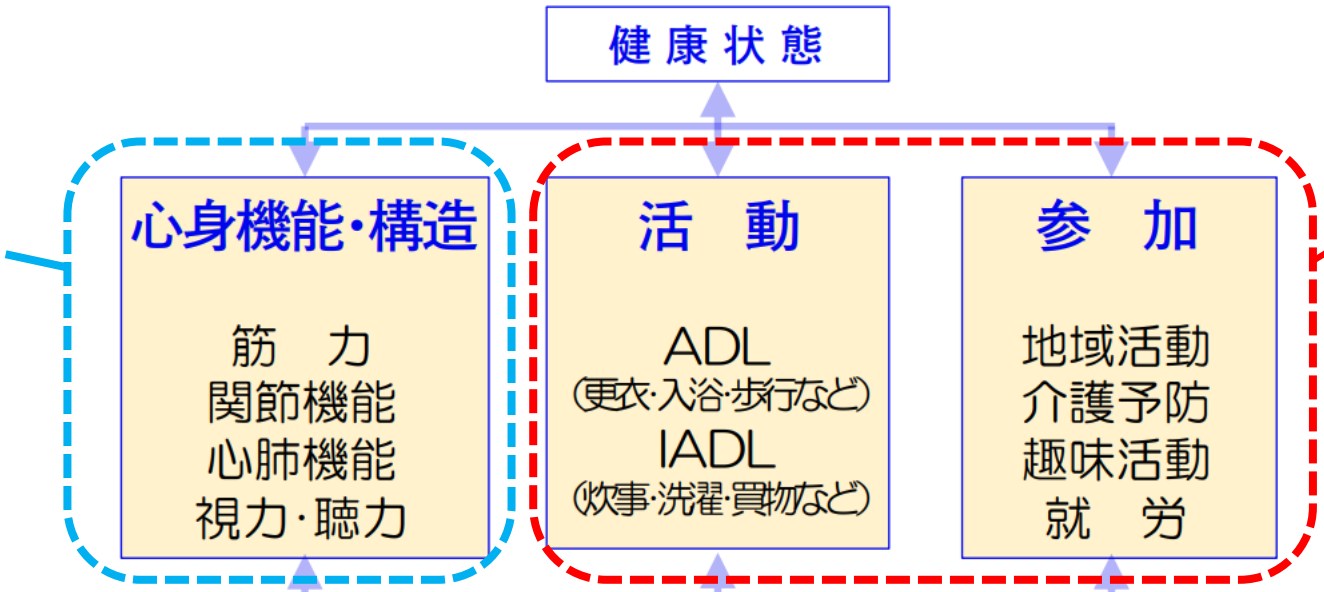 健康状態
心身機能・構造
筋　力
関節機能
心肺機能
視力・聴力
活　動
ADL
(更衣・入浴・歩行など)
IADL
(炊事・洗濯・買物など)
参　加
地域活動
介護予防
趣味活動
就　労